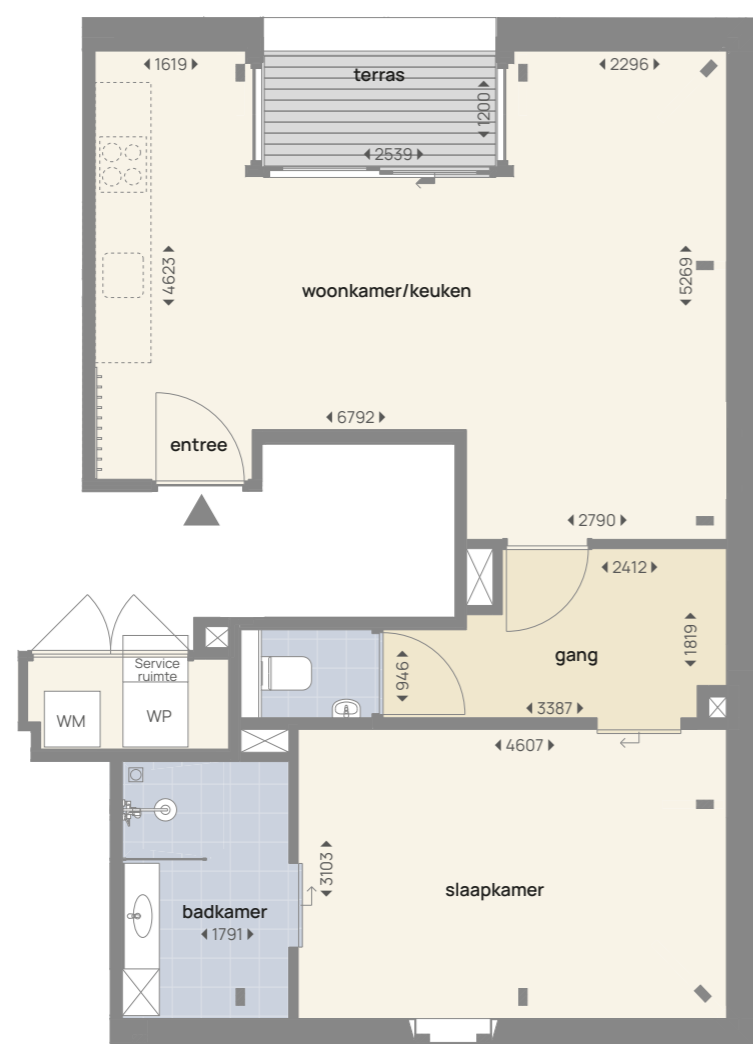 1619
2296
terras
1200
2539
4623
5269
woonkamer/keuken
6792
entree
2790
2412
gang
1819
946
3387
Service
ruimte
WM
WP
4607
3103
slaapkamer
badkamer
1791